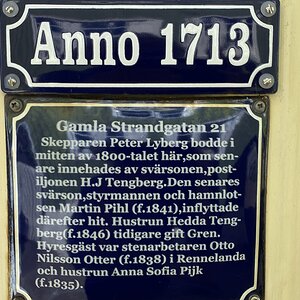 Anno 1713
Gamla Strandgatan 21
Skepparen Peter Lyberg bodde i
mitten av 1800-talet här,som sen-
are innehades av svärsonen,post-
iljonen H.J Tengberg.Den senares
svärson,styrmannen och hamnlot-
sen Martin Pihl (f.1841),inflyttade
därefter hit. Hustrun Hedda Teng-
berg(f.1846) tidigare gift Gren.
Hyresgäst var stenarbetaren Otto
Nilsson Otter (f.1838) i Rennelanda
och hustrun Anna Sofia Pijk
(f.1835).